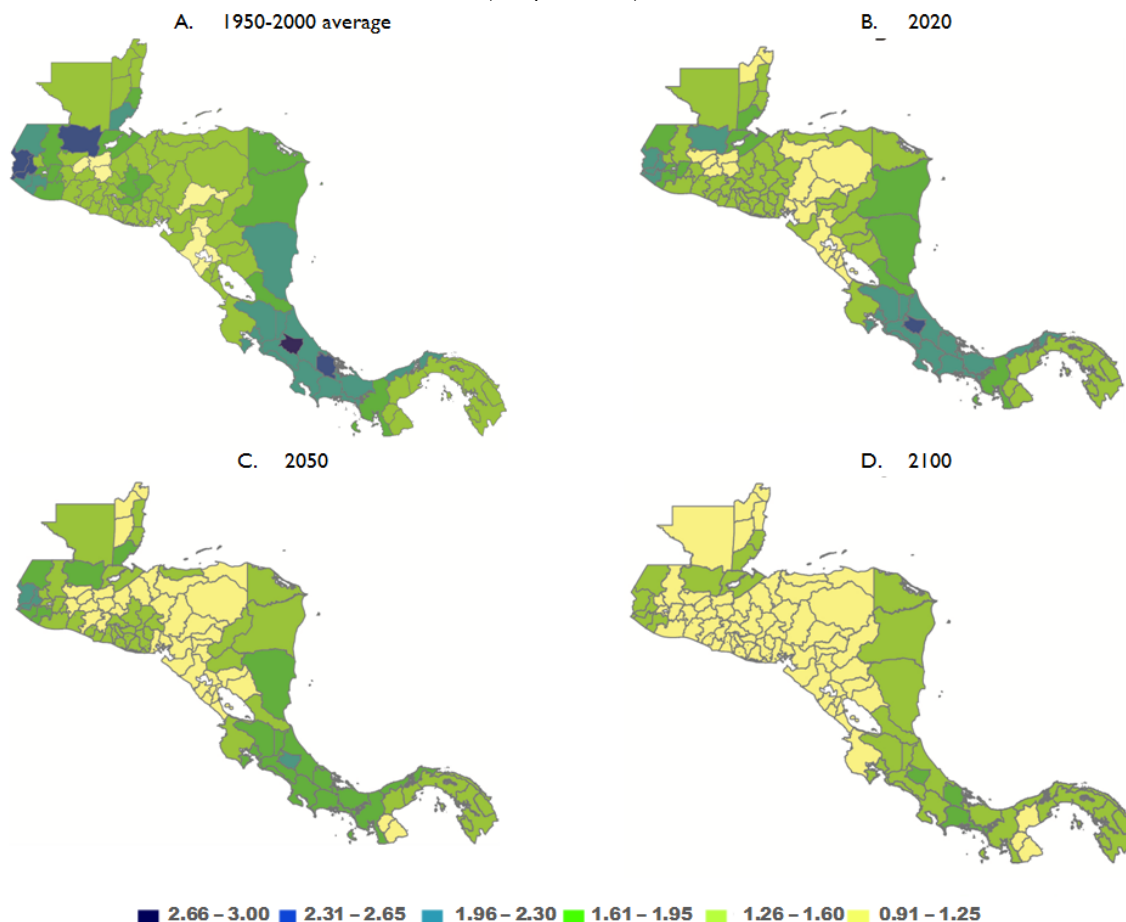 A. 1950-2000 average
B. 2020
C. 2050
D. 2100
2.66 – 3.00 2.31 – 2.65 1.96 – 2.30 1.61 – 1.95 1.26 – 1.60 0.91 – 1.25